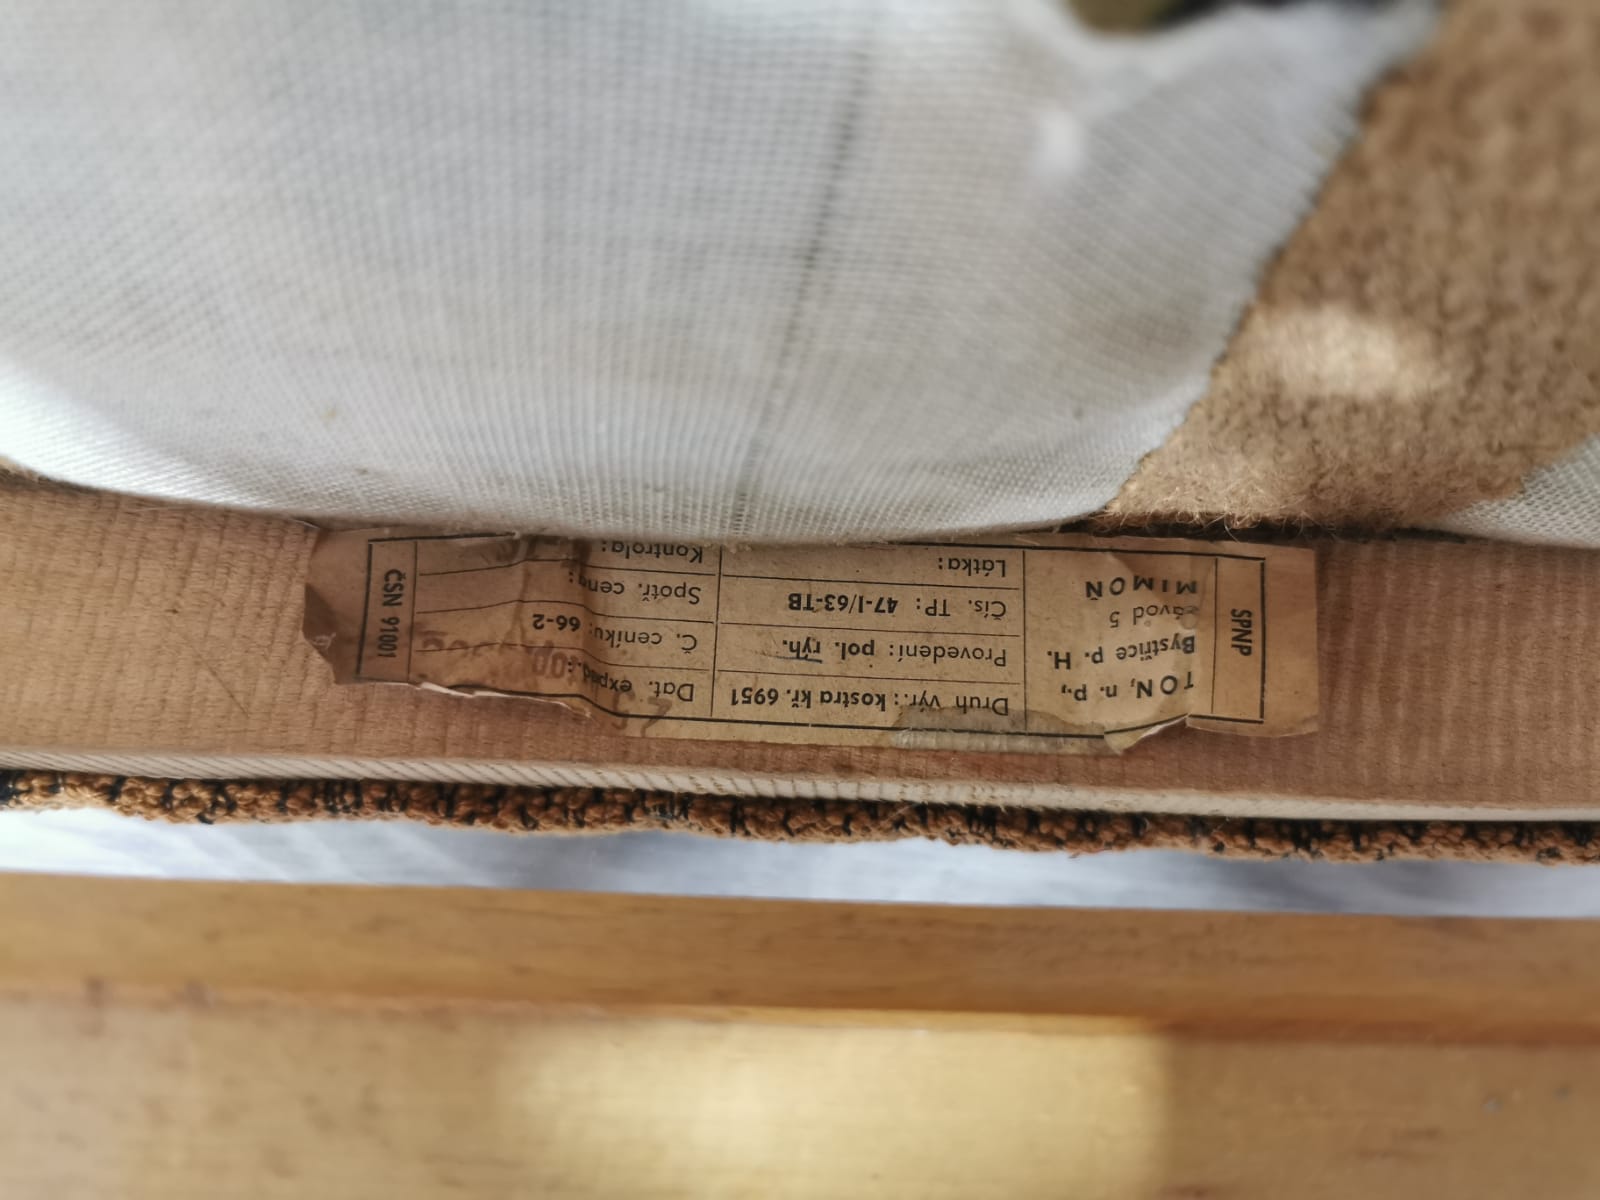 SPNP
TON, n. p.,
Bystřice p. H.
závod 5
MIMOŇ
Druh výr.: kostra kř. 6951
Provedení: pol. rýh.
Čís. TP: 47-I/63-TB
Látka:
Dat. exped.:
Č. ceníku: 66-2
Spotř. cena:
Kontrola:
ČSN 91001